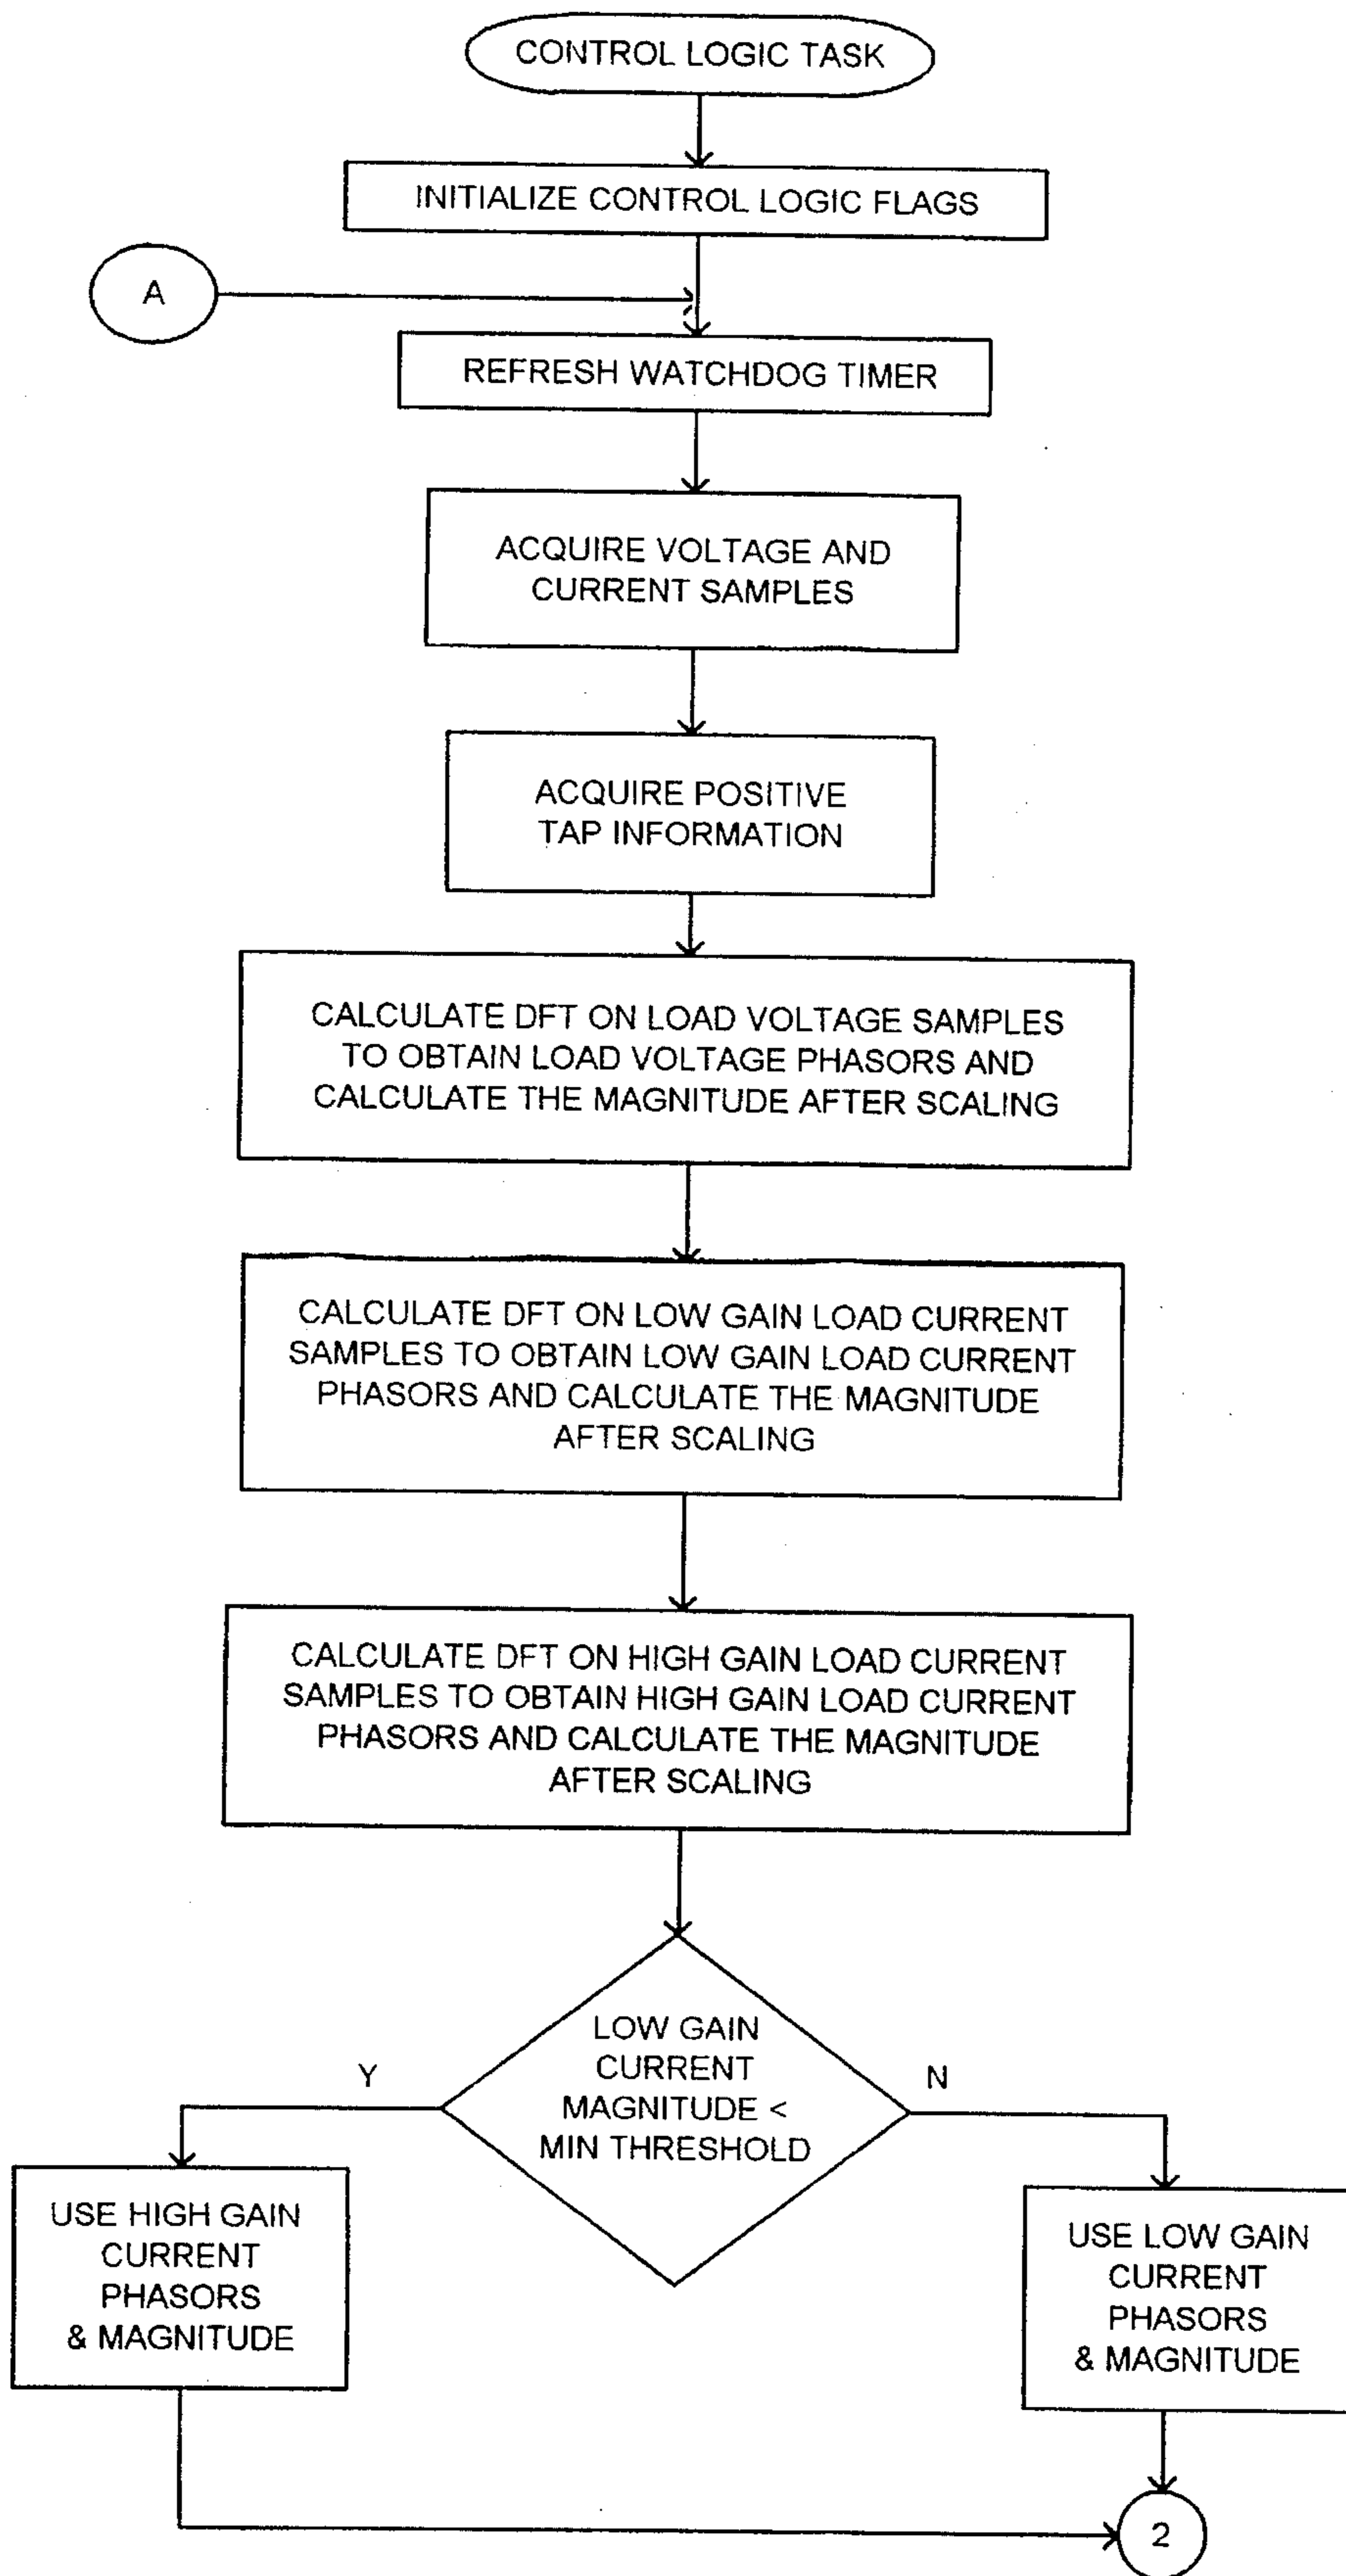 CONTROL LOGIC TASK
INITIALIZE CONTROL LOGIC FLAGS
A
REFRESH WATCHDOG TIMER
ACQUIRE VOLTAGE AND
CURRENT SAMPLES
ACQUIRE POSITIVE
TAP INFORMATION
CALCULATE DFT ON LOAD VOLTAGE SAMPLES
TO OBTAIN LOAD VOLTAGE PHASORS AND
CALCULATE THE MAGNITUDE AFTER SCALING
CALCULATE DFT ON LOW GAIN LOAD CURRENT
SAMPLES TO OBTAIN LOW GAIN LOAD CURRENT
PHASORS AND CALCULATE THE MAGNITUDE
AFTER SCALING
CALCULATE DFT ON HIGH GAIN LOAD CURRENT
SAMPLES TO OBTAIN HIGH GAIN LOAD CURRENT
PHASORS AND CALCULATE THE MAGNITUDE
AFTER SCALING
LOW GAIN
CURRENT
MAGNITUDE <
MIN THRESHOLD
Y
N
USE HIGH GAIN
CURRENT
PHASORS
& MAGNITUDE
USE LOW GAIN
CURRENT
PHASORS
& MAGNITUDE
2